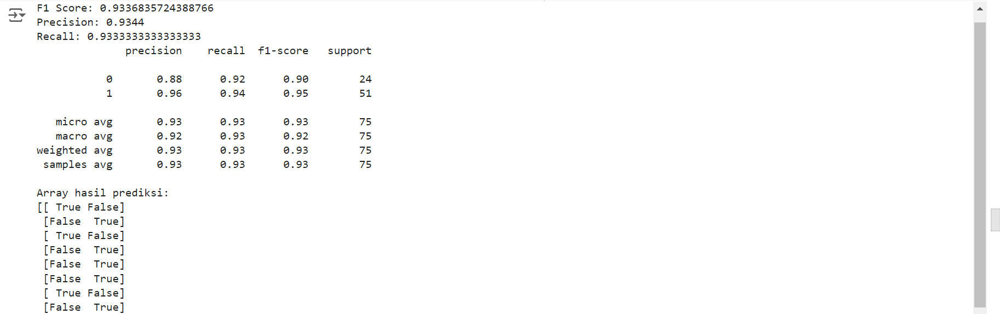 F1 Score: 0.9336835724388766
Precision: 0.9344
Recall: 0.9333333333333333
              precision    recall  f1-score   support

           0       0.88      0.92      0.90        24
           1       0.96      0.94      0.95        51

   micro avg       0.93      0.93      0.93        75
   macro avg       0.92      0.93      0.92        75
weighted avg       0.93      0.93      0.93        75
 samples avg       0.93      0.93      0.93        75

Array hasil prediksi:
[[ True False]
 [False  True]
 [ True False]
 [False  True]
 [False  True]
 [False  True]
 [ True False]
 [False  True]